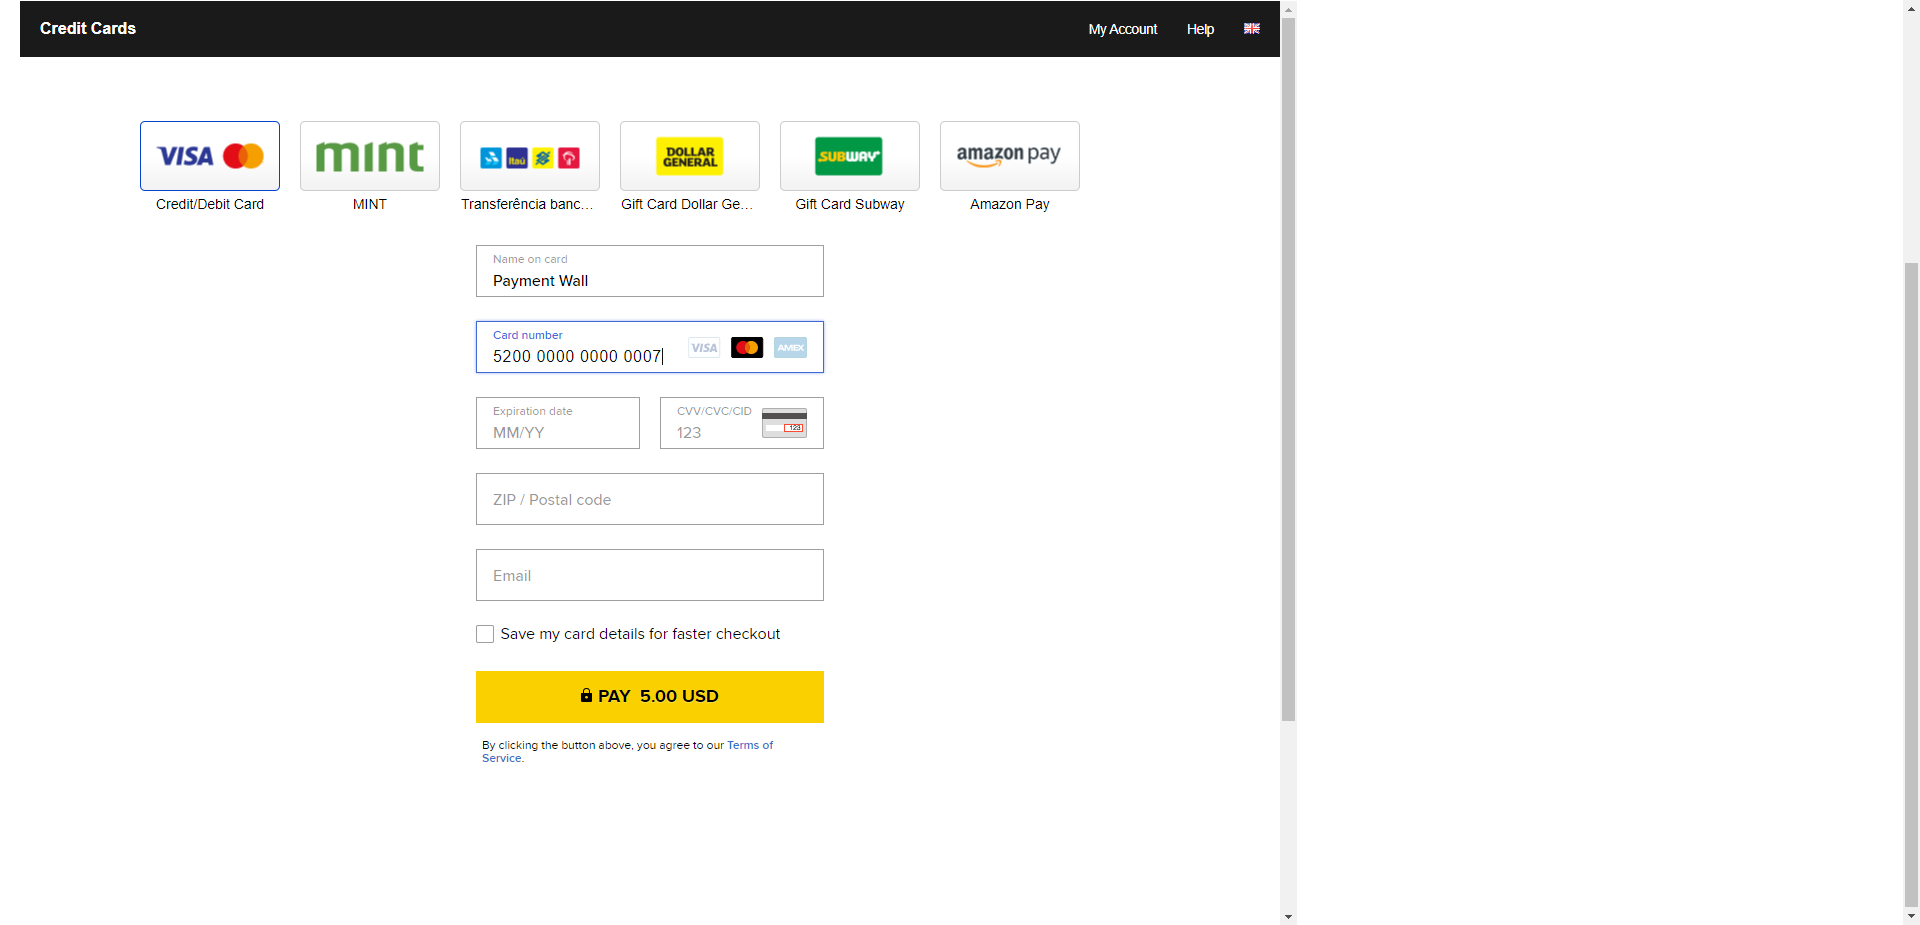 Credit Cards
My Account Help
VISA
mint
Itaú
DOLLAR
GENERAL
SUBWAY
amazon pay
Credit/Debit Card
MINT
Transferência banc...
Gift Card Dollar Ge...
Gift Card Subway
Amazon Pay
Name on card
Payment Wall
Card number
5200 0000 0000 0007
VISA
AMEX
Expiration date
MM/YY
CVV/CVC/CID
123
123
ZIP / Postal code
Email
Save my card details for faster checkout
PAY 5.00 USD
By clicking the button above, you agree to our Terms of
Service.